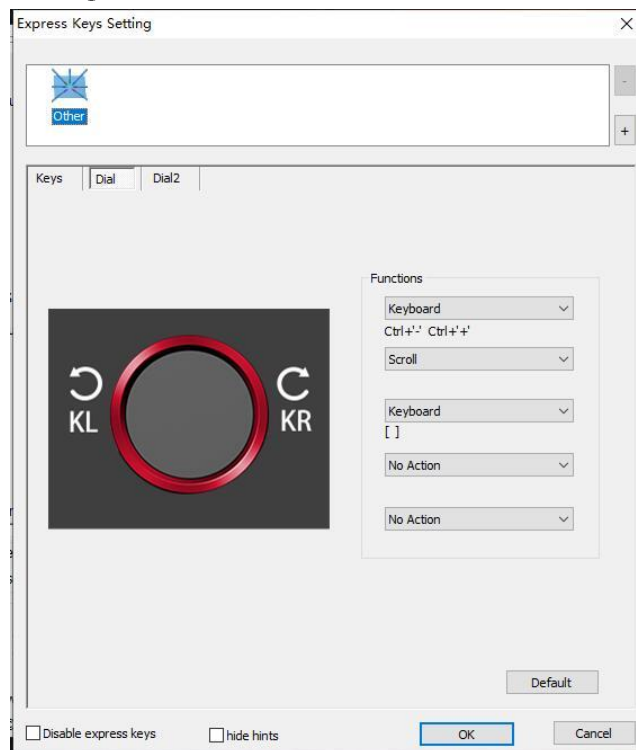 Express Keys Setting
Other
-
+
Keys Dial Dial2
Functions
Keyboard
Ctrl+'-' Ctrl+'+'
Scroll
Keyboard
[ ]
No Action
No Action
KL KR
Default
Disable express keys hide hints OK Cancel